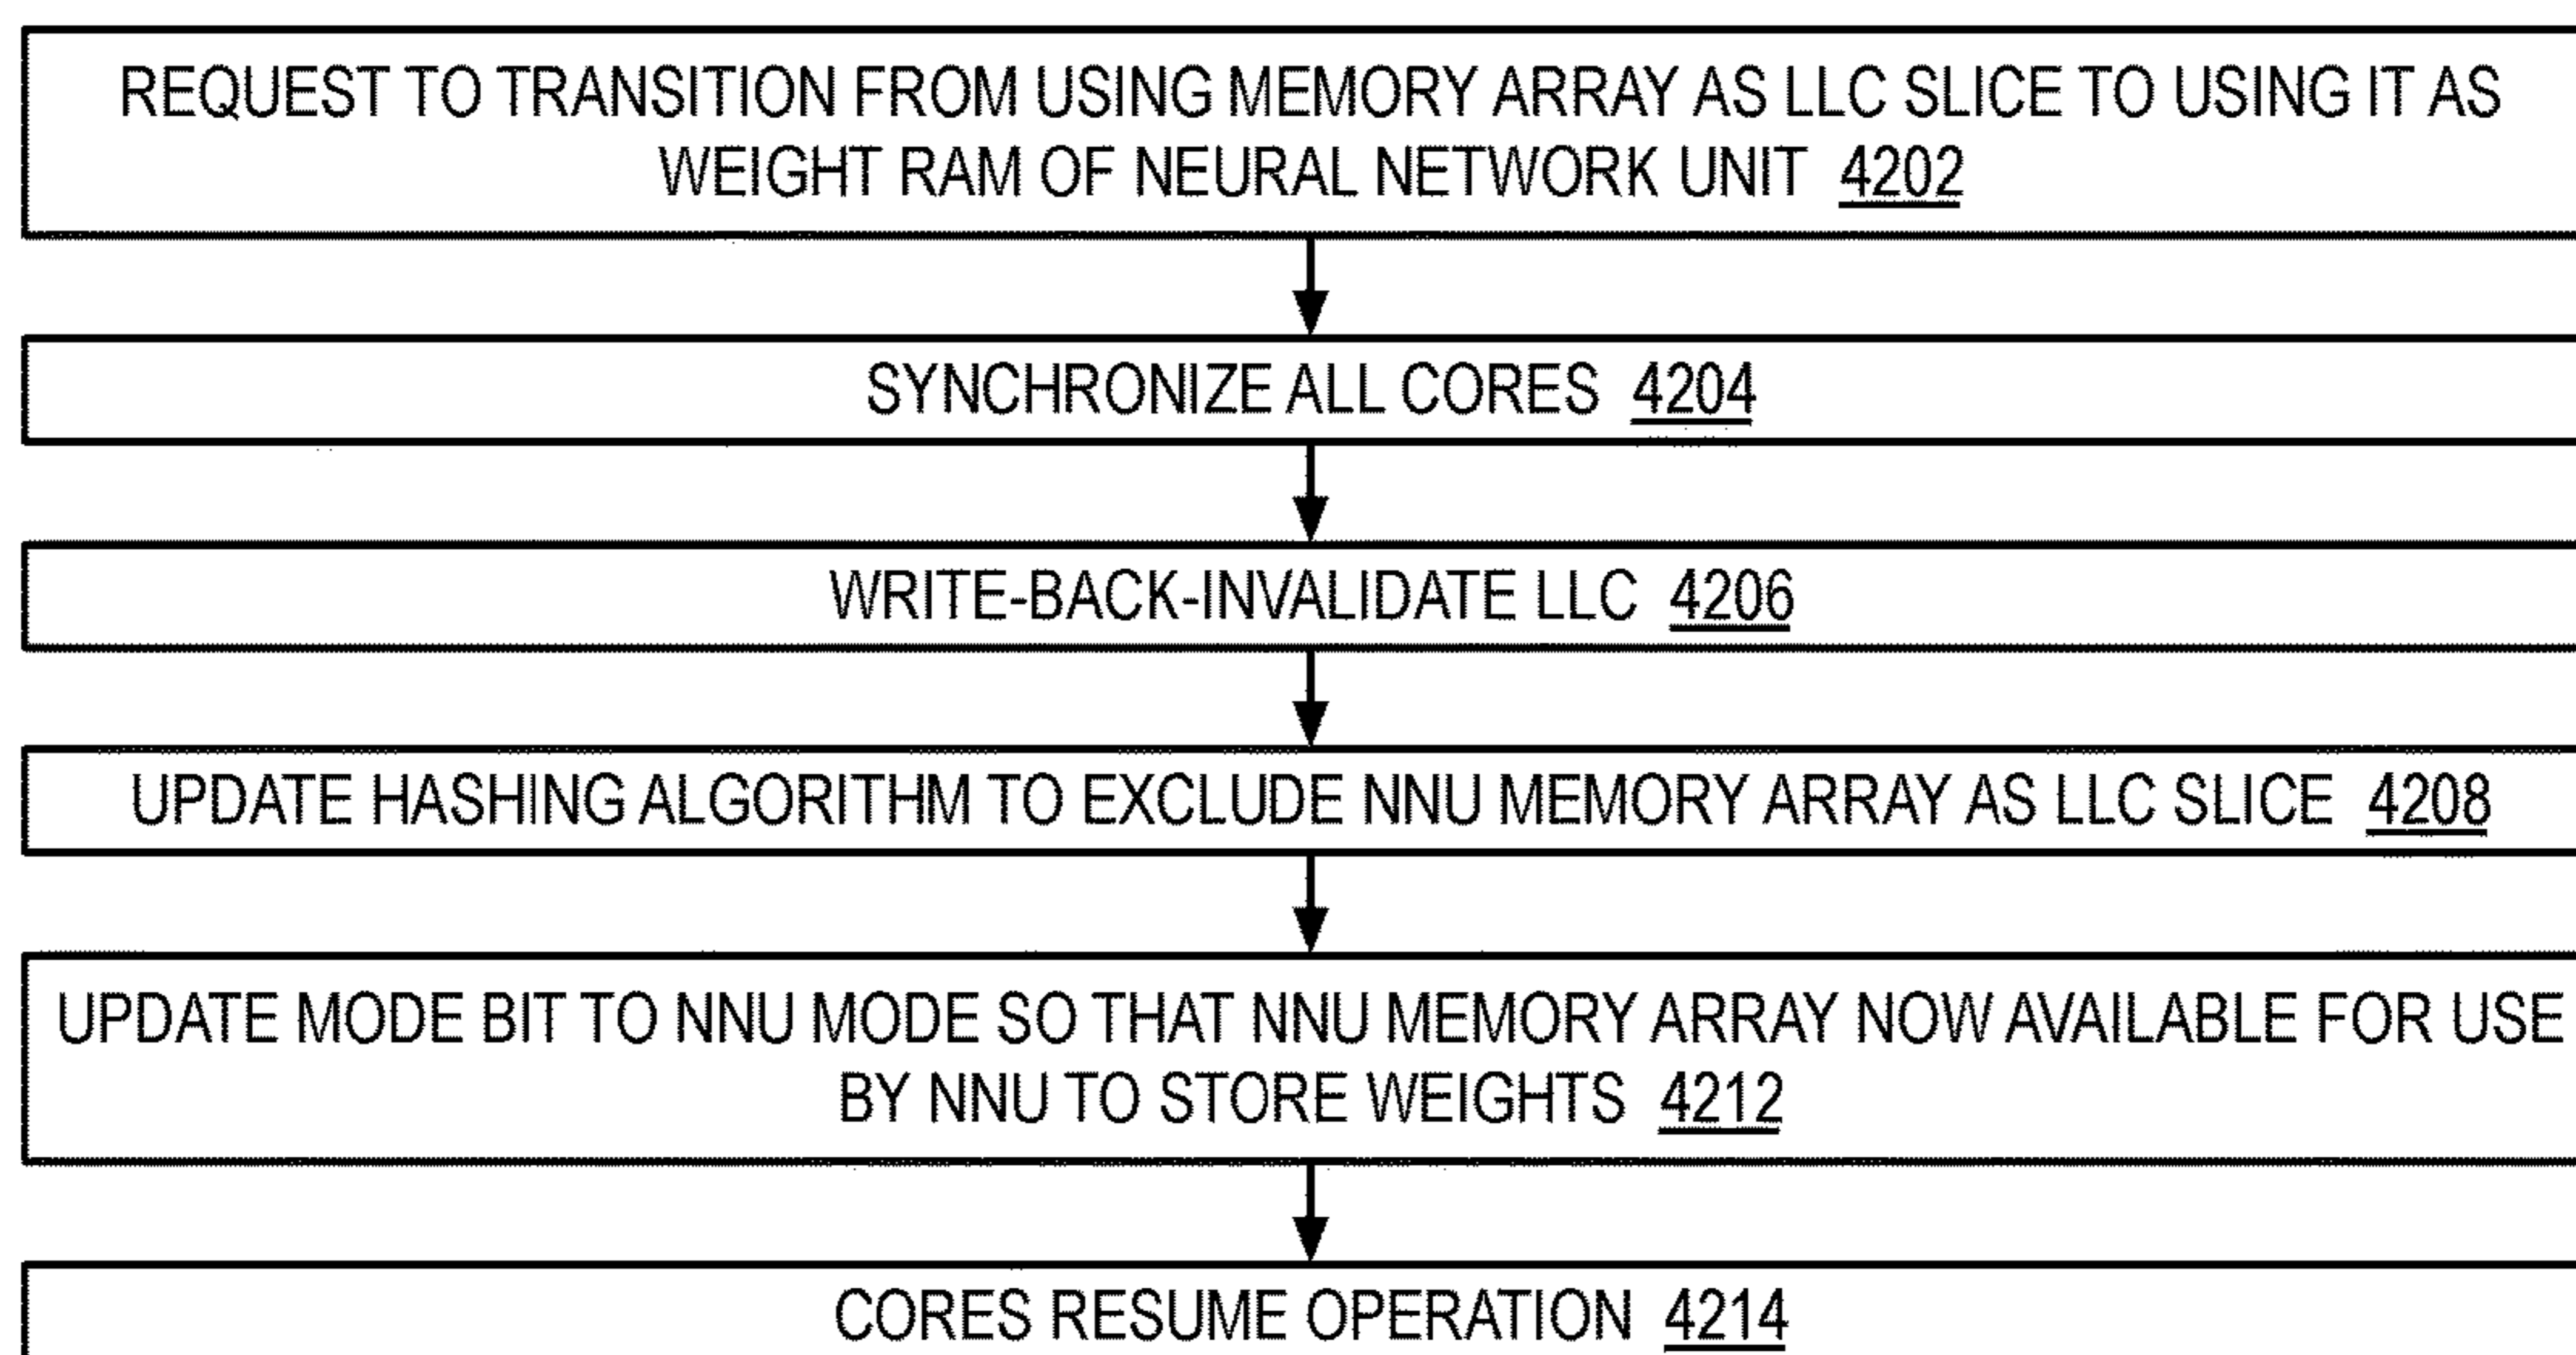 REQUEST TO TRANSITION FROM USING MEMORY ARRAY AS LLC SLICE TO USING IT AS
WEIGHT RAM OF NEURAL NETWORK UNIT 4202
SYNCHRONIZE ALL CORES 4204
WRITE-BACK-INVALIDATE LLC 4206
UPDATE HASHING ALGORITHM TO EXCLUDE NNU MEMORY ARRAY AS LLC SLICE 4208
UPDATE MODE BIT TO NNU MODE SO THAT NNU MEMORY ARRAY NOW AVAILABLE FOR USE
BY NNU TO STORE WEIGHTS 4212
CORES RESUME OPERATION 4214